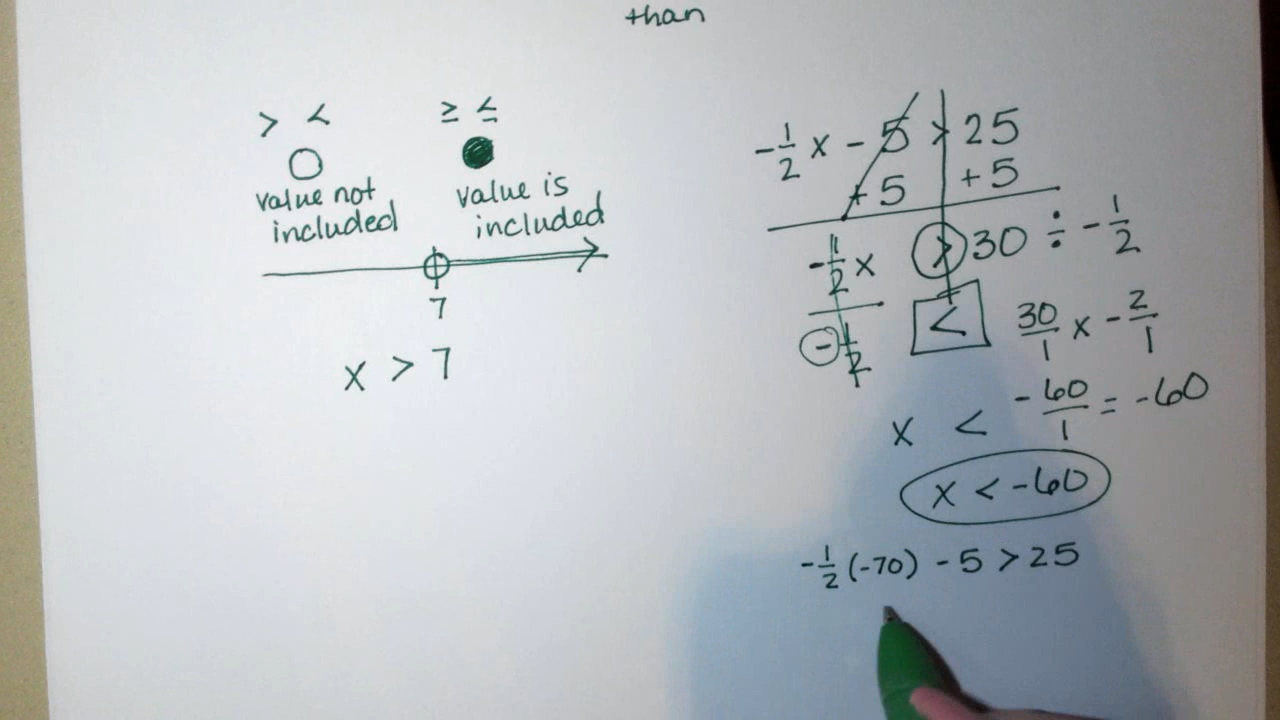 than
> < ≥ ≤
value not included
value is included
7
x > 7
-1/2 x - 5 > 25
+5 +5
-1/2 x > 30 ÷ -1/2
-1/2 < 30/1 x -2/1
x < -60/1 = -60
x < -60
-1/2 (-70) - 5 > 25